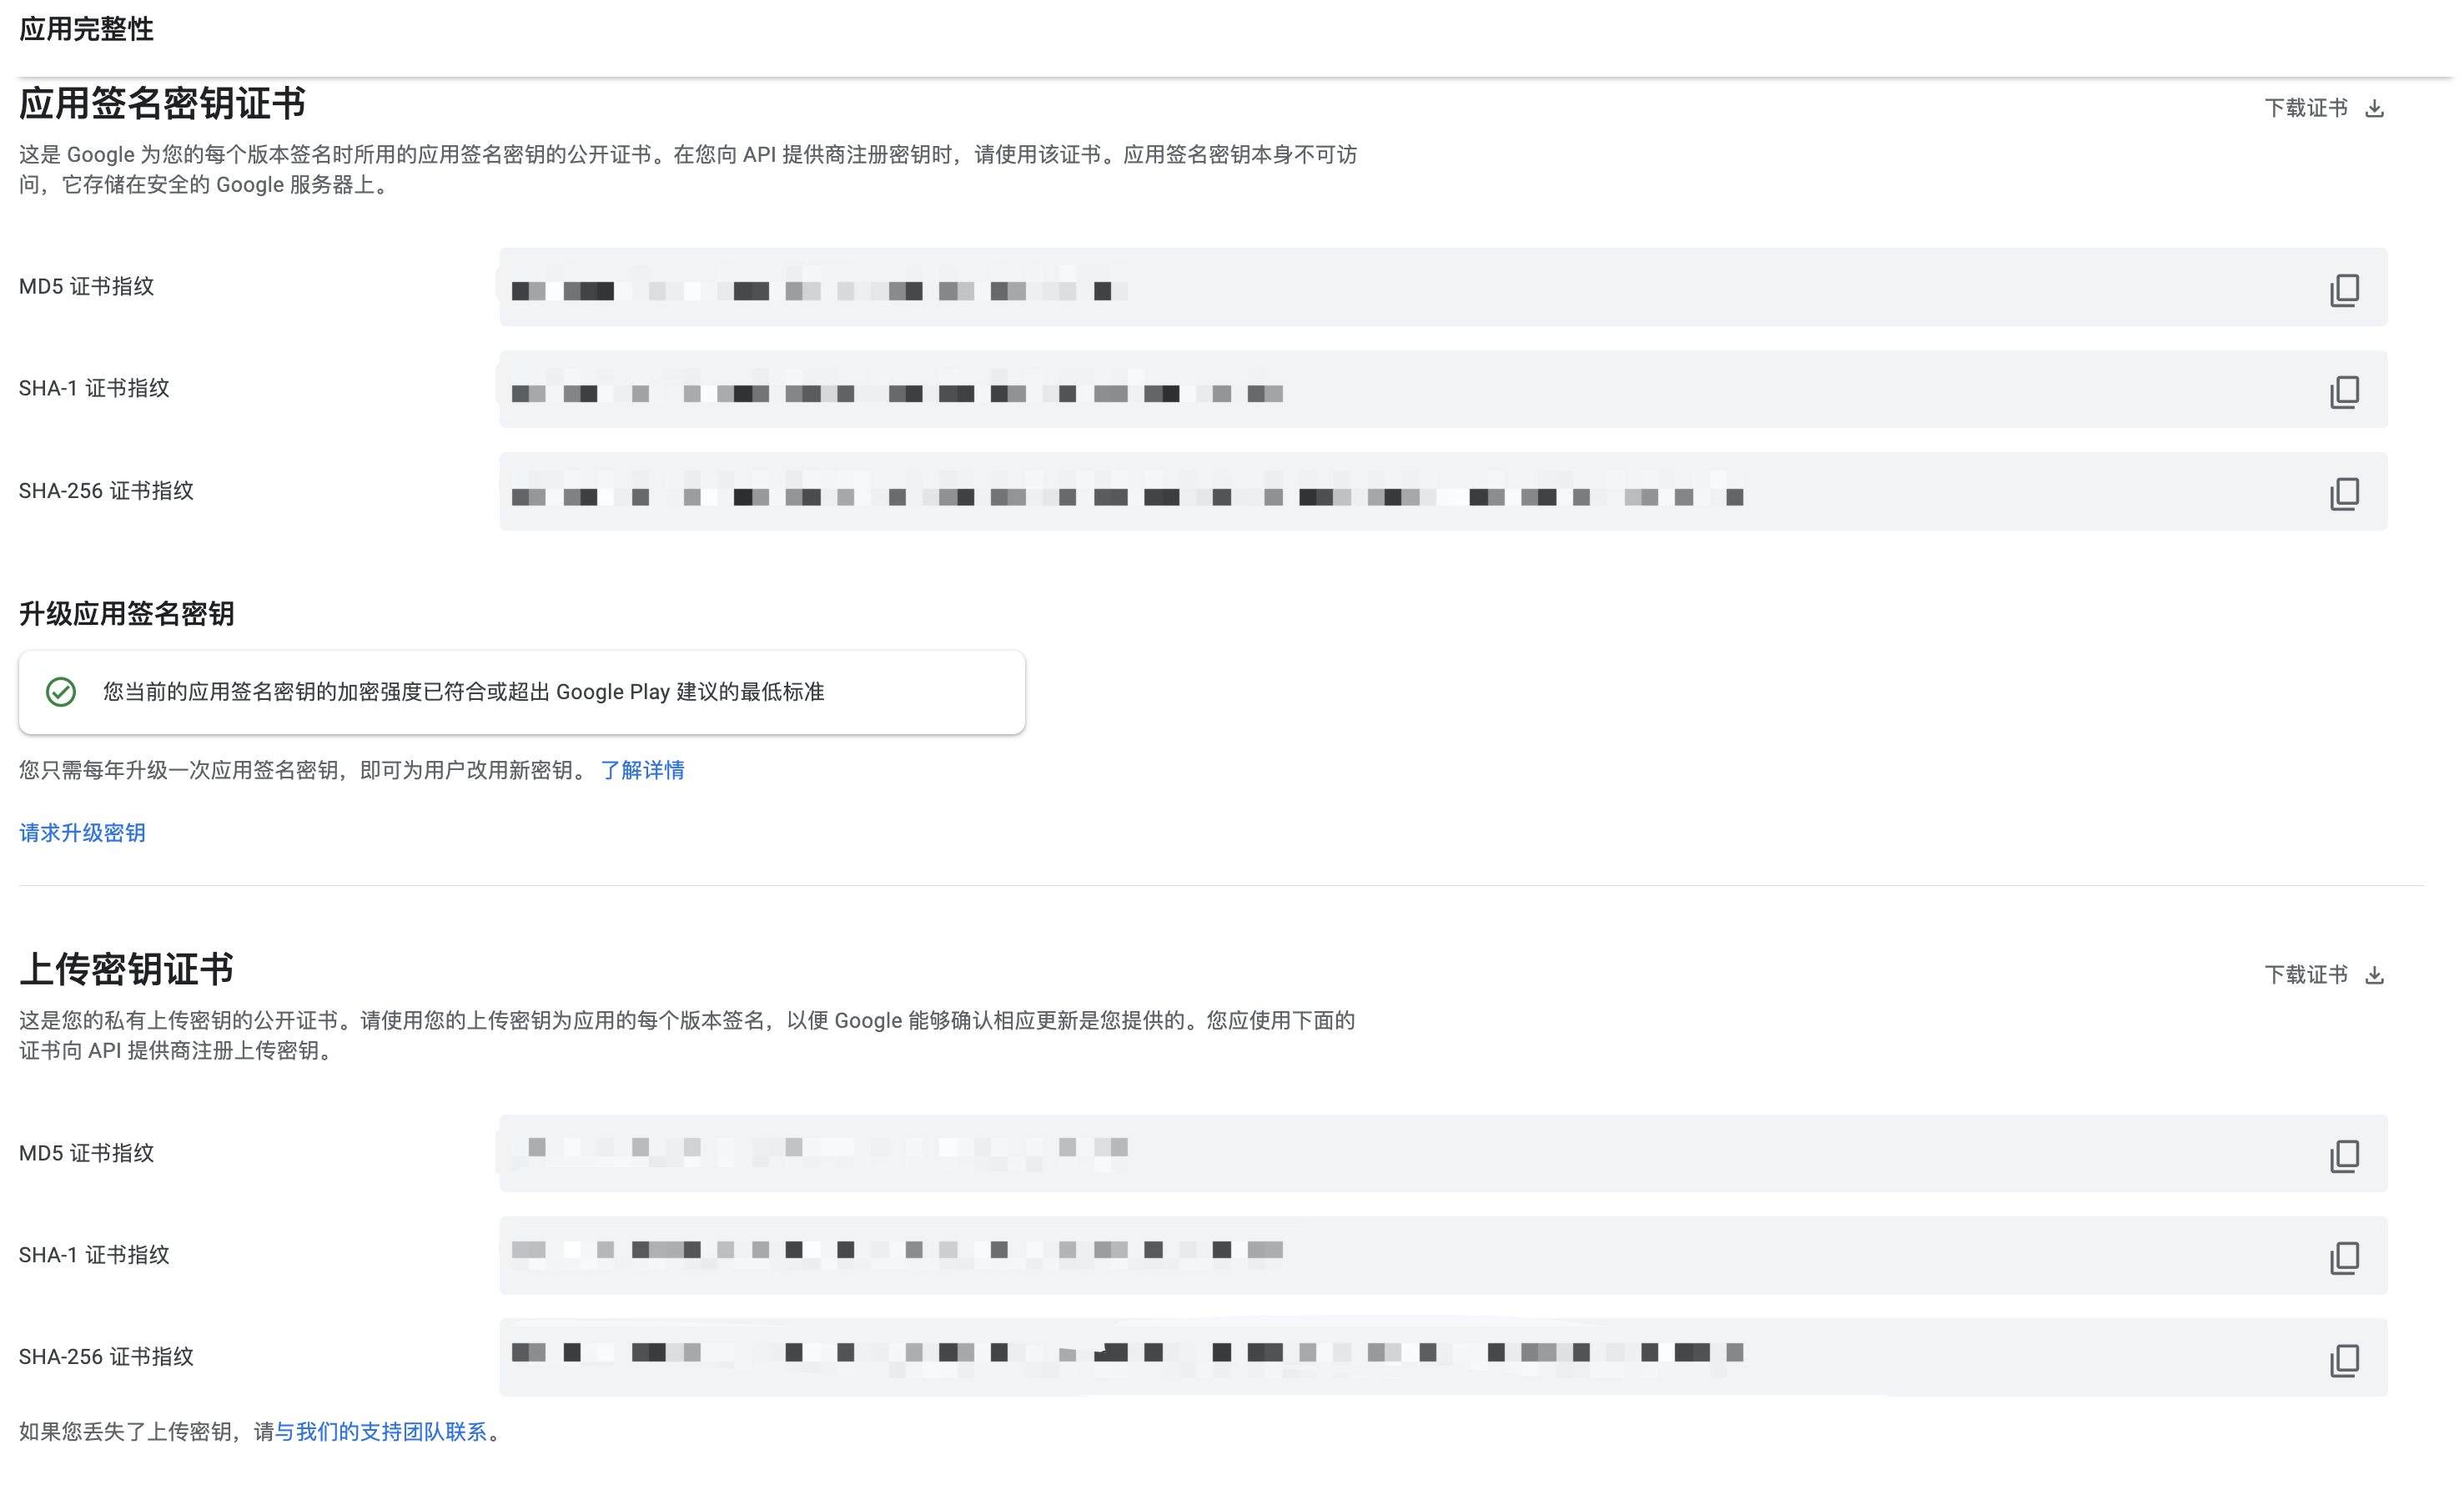 应用完整性
应用签名密钥证书
下载证书
这是 Google 为您的每个版本签名时所用的应用签名密钥的公开证书。在您向 API 提供商注册密钥时，请使用该证书。应用签名密钥本身不可访
问，它存储在安全的 Google 服务器上。
MD5 证书指纹
SHA-1 证书指纹
SHA-256 证书指纹
升级应用签名密钥
您当前的应用签名密钥的加密强度已符合或超出 Google Play 建议的最低标准
您只需每年升级一次应用签名密钥，即可为用户改用新密钥。 了解详情
请求升级密钥
上传密钥证书
下载证书
这是您的私有上传密钥的公开证书。请使用您的上传密钥为应用的每个版本签名，以便 Google 能够确认相应更新是您提供的。您应使用下面的
证书向 API 提供商注册上传密钥。
MD5 证书指纹
SHA-1 证书指纹
SHA-256 证书指纹
如果您丢失了上传密钥，请与我们的支持团队联系。